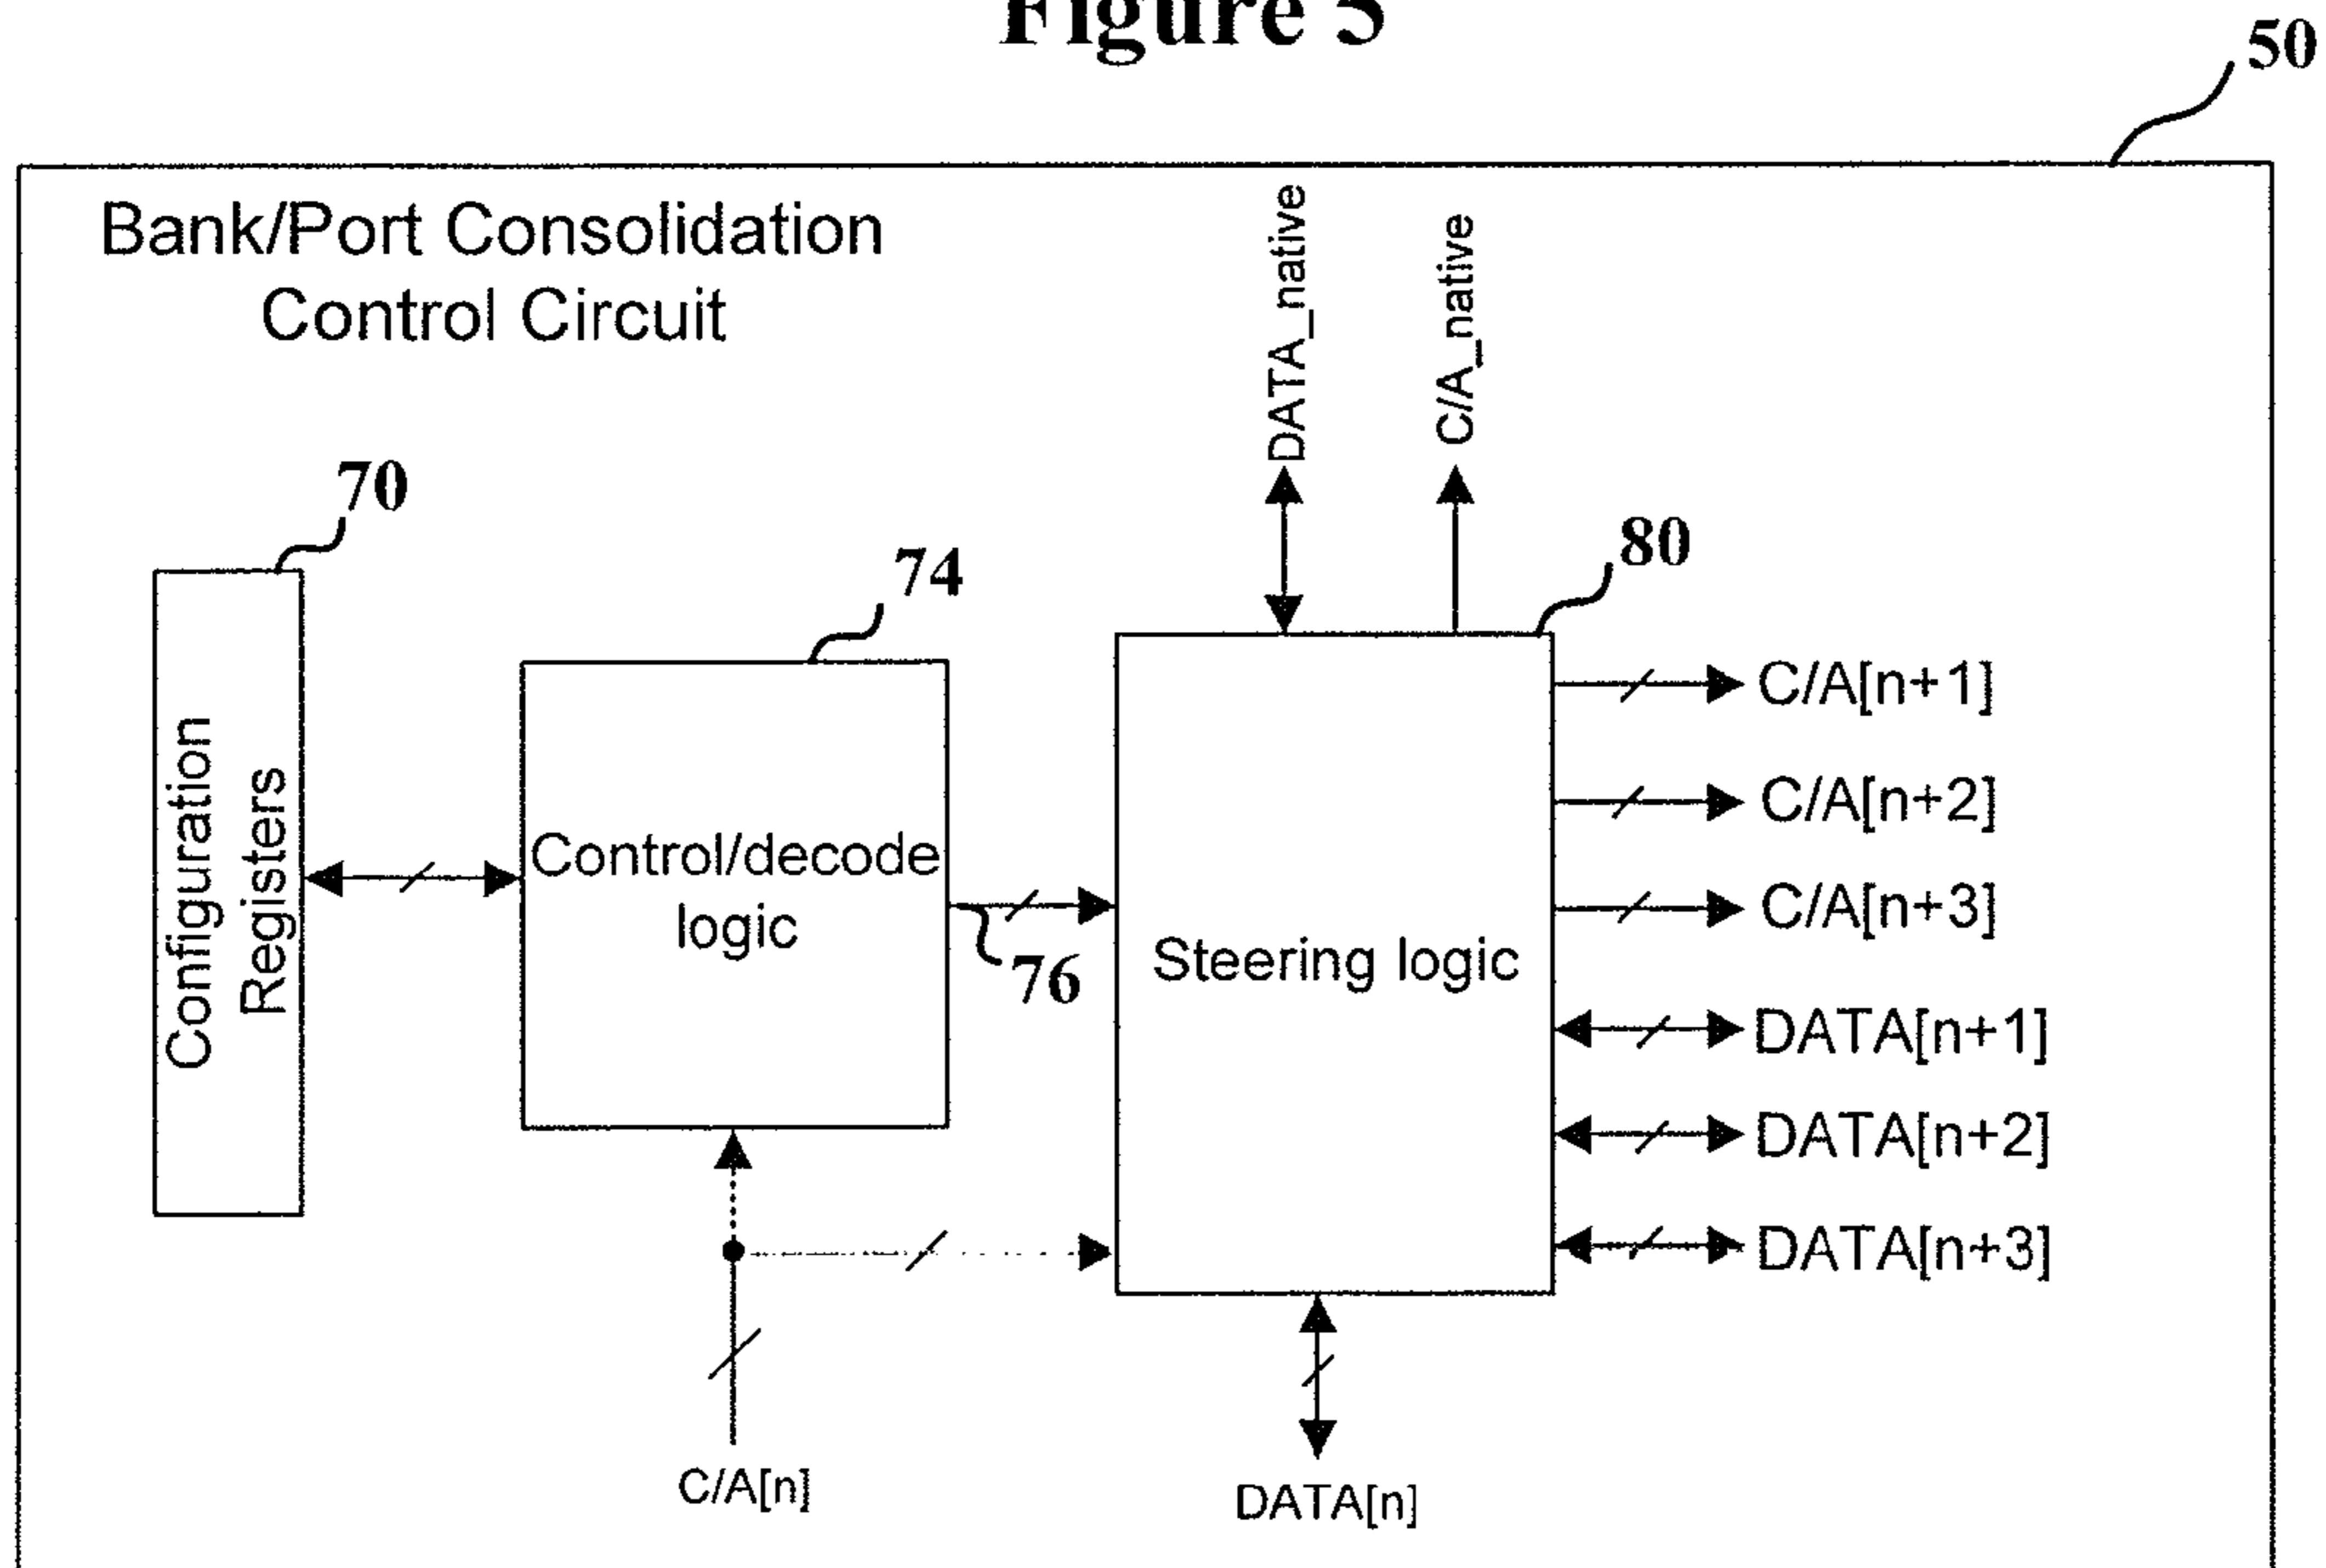 Figure 5
50
Bank/Port Consolidation
Control Circuit
DATA_native
C/A_native
70
74
80
Configuration
Registers
Control/decode
logic
76
Steering logic
C/A[n+1]
C/A[n+2]
C/A[n+3]
DATA[n+1]
DATA[n+2]
DATA[n+3]
C/A[n]
DATA[n]